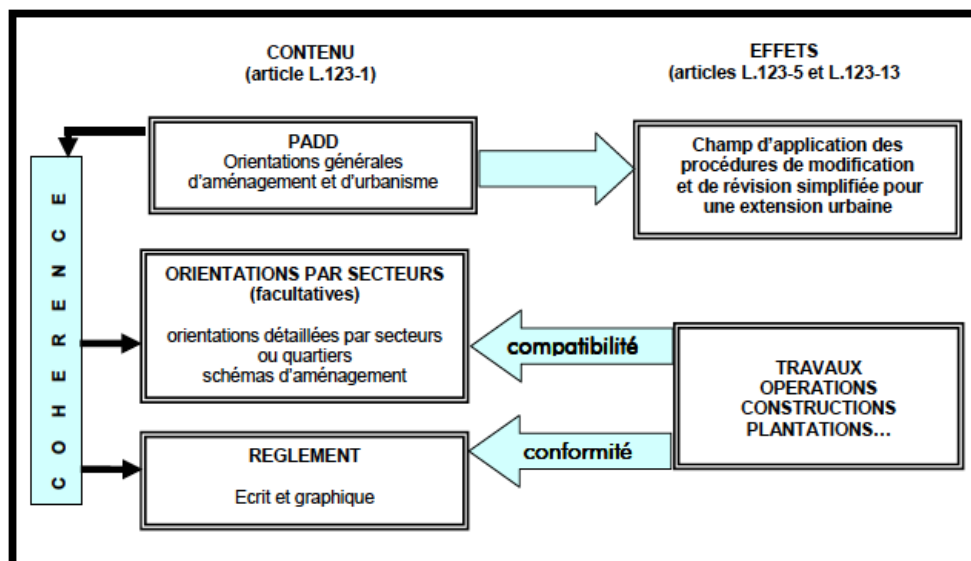 CONTENU
(article L.123-1)
EFFETS
(articles L.123-5 et L.123-13
PADD
Orientations générales
d'aménagement et d'urbanisme
Champ d'application des
procédures de modification
et de révision simplifiée pour
une extension urbaine
COHERENCE
ORIENTATIONS PAR SECTEURS
(facultatives)
orientations détaillées par secteurs
ou quartiers
schémas d'aménagement
compatibilité
TRAVAUX
OPERATIONS
CONSTRUCTIONS
PLANTATIONS...
REGLEMENT
Ecrit et graphique
conformité